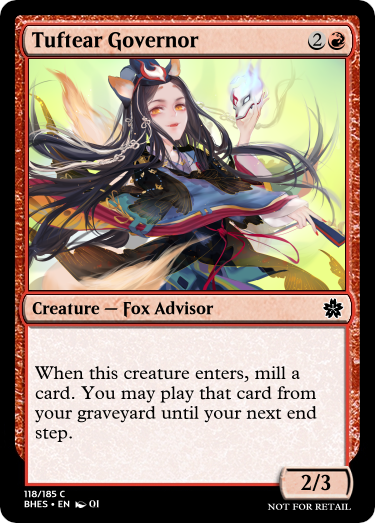 Tuftear Governor 2
Creature — Fox Advisor
When this creature enters, mill a
card. You may play that card from
your graveyard until your next end
step.
2/3
118/185 C
BHES • EN OI
NOT FOR RETAIL